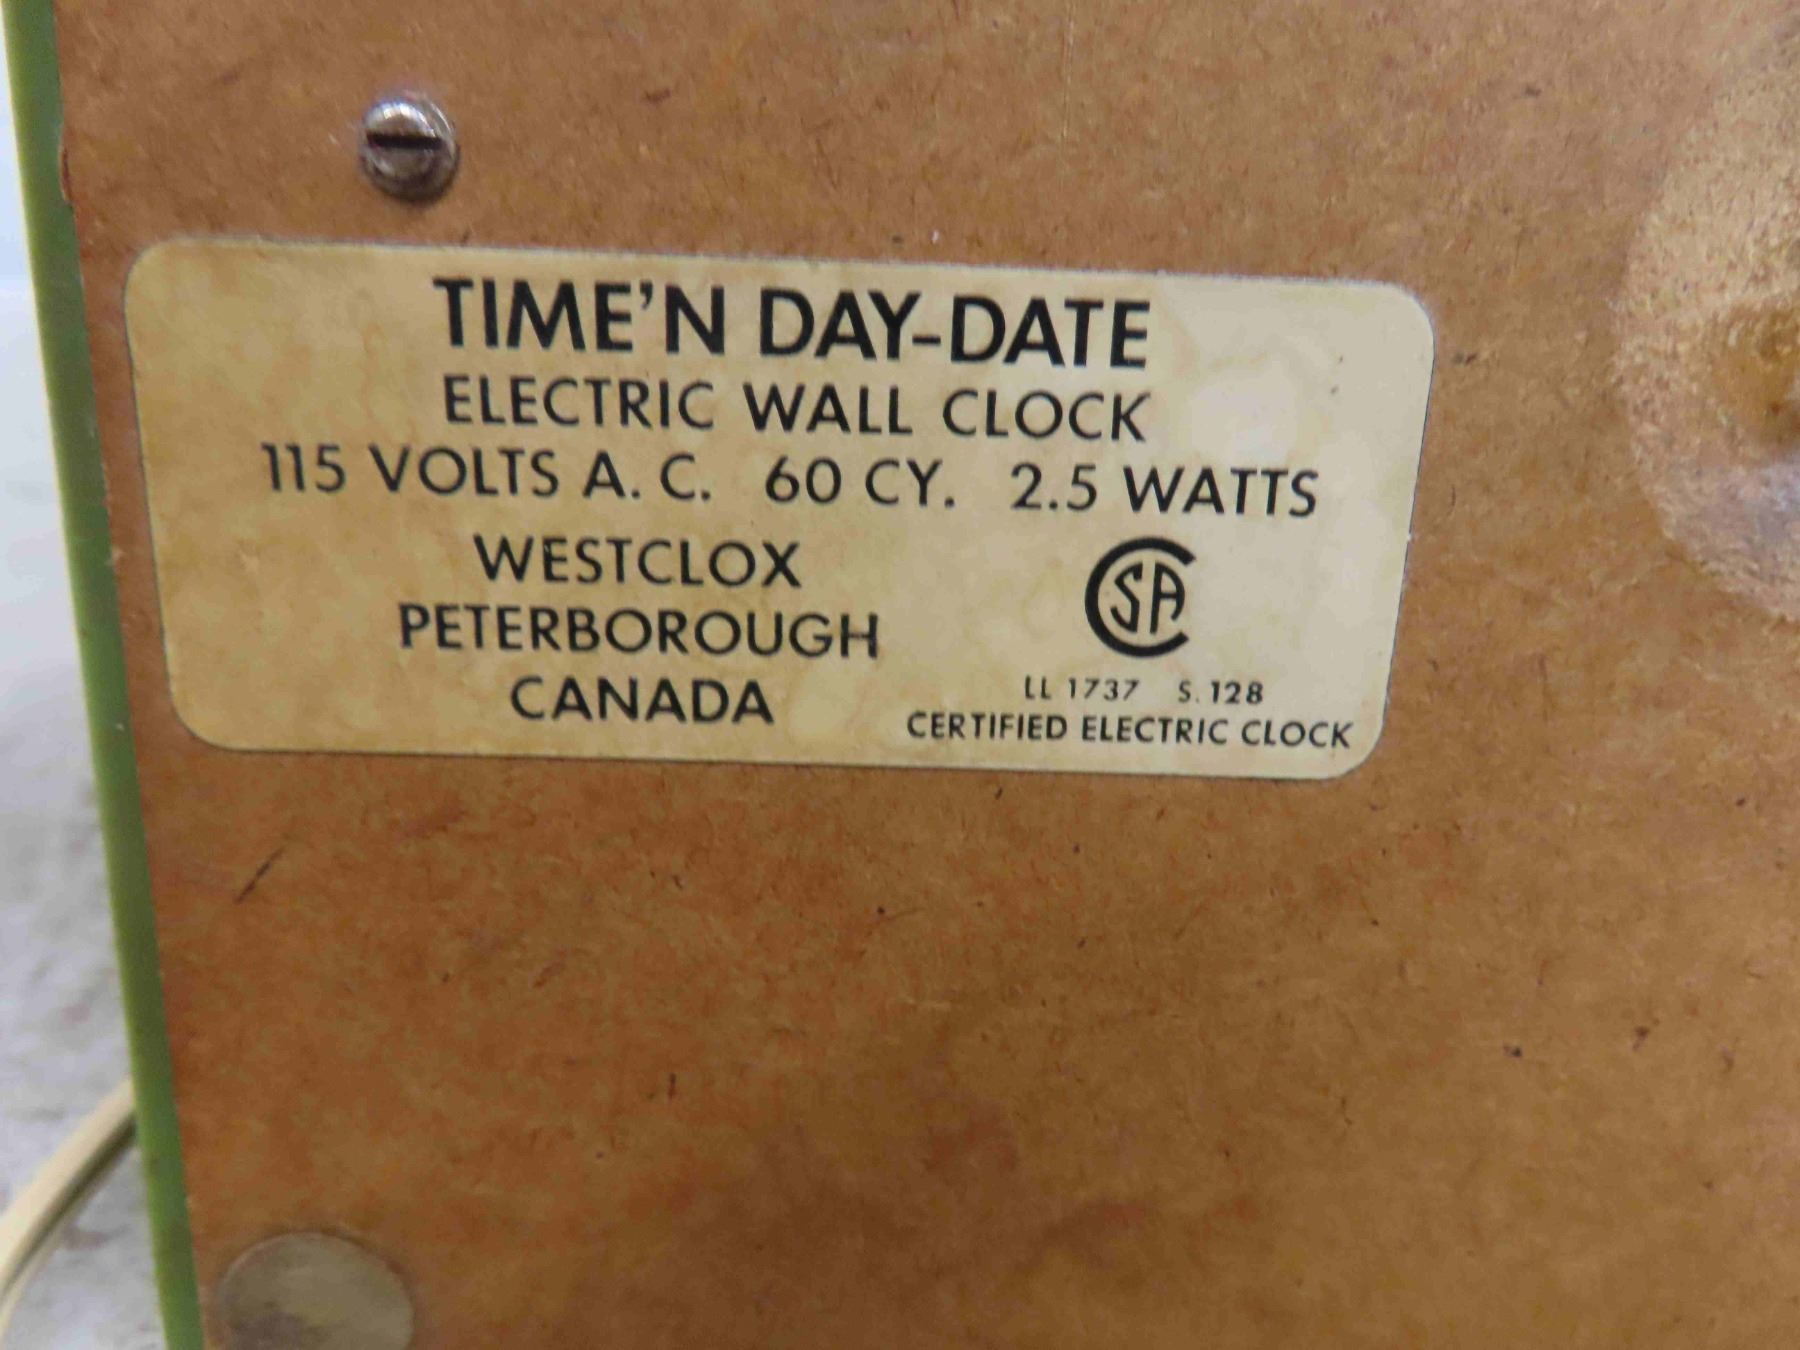 TIME'N DAY-DATE
ELECTRIC WALL CLOCK
115 VOLTS A. C. 60 CY. 2.5 WATTS
WESTCLOX
PETERBOROUGH
CANADA
CSA
LL 1737 S. 128
CERTIFIED ELECTRIC CLOCK